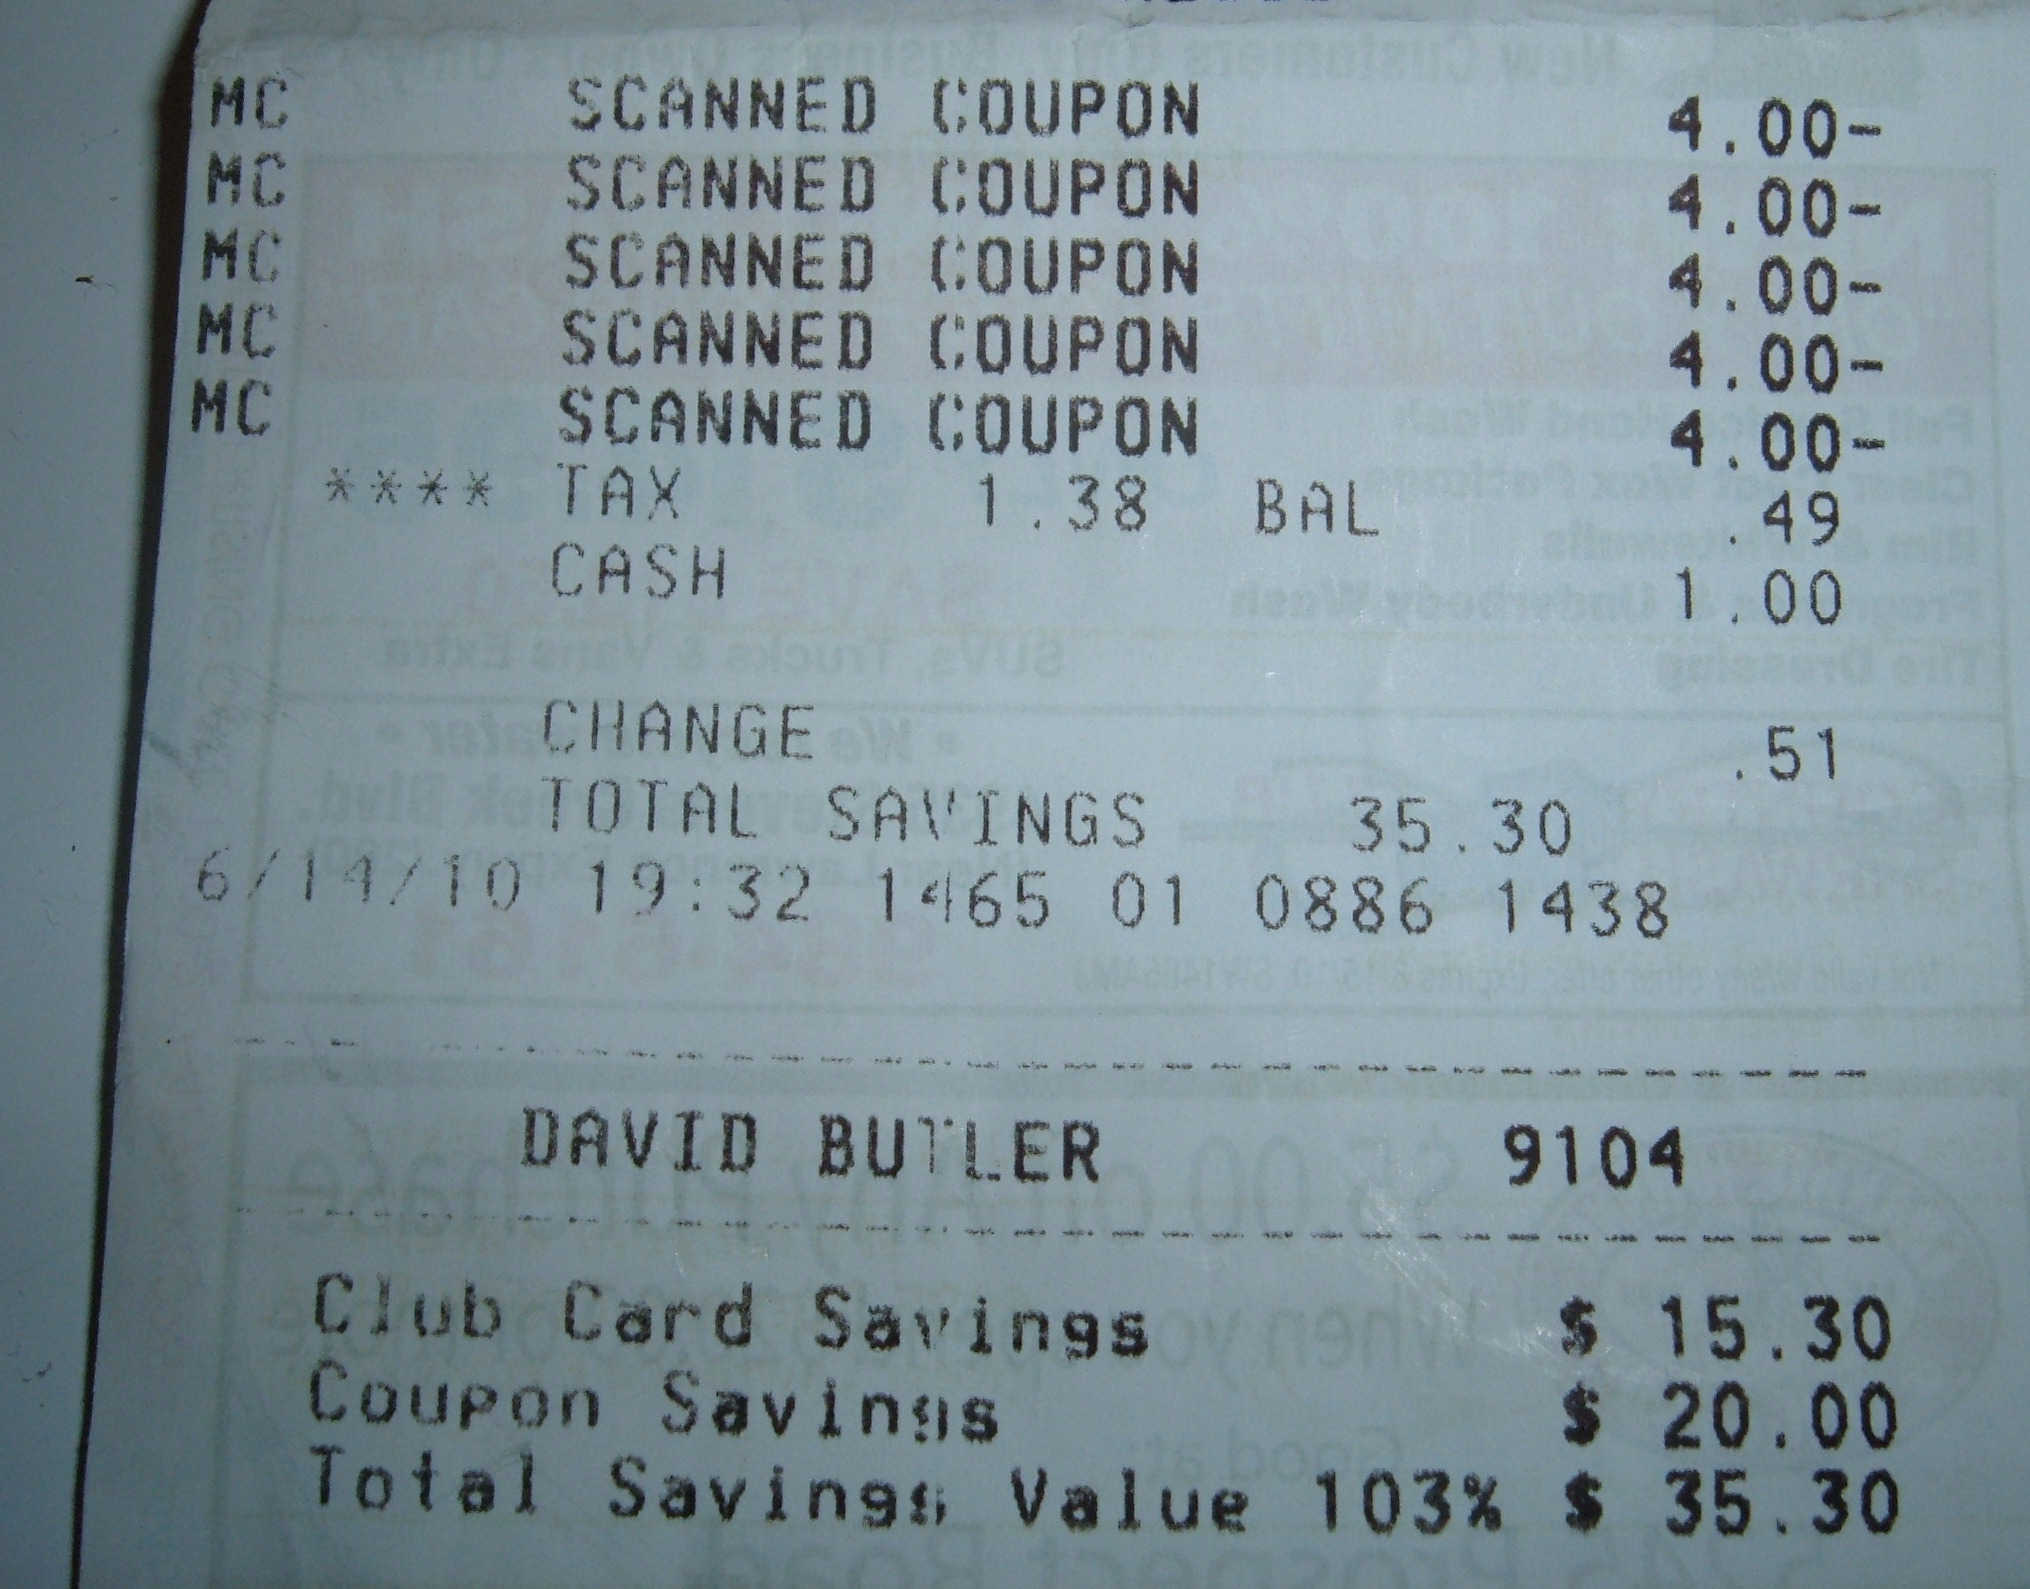 MC SCANNED COUPON 4.00-
MC SCANNED COUPON 4.00-
MC SCANNED COUPON 4.00-
MC SCANNED COUPON 4.00-
MC SCANNED COUPON 4.00-
**** TAX 1.38 BAL .49
CASH 1.00
CHANGE .51
TOTAL SAVINGS 35.30
6/14/10 19:32 1465 01 0886 1438
DAVID BUTLER 9104
Club Card Savings $ 15.30
Coupon Savings $ 20.00
Total Savings Value 103% $ 35.30